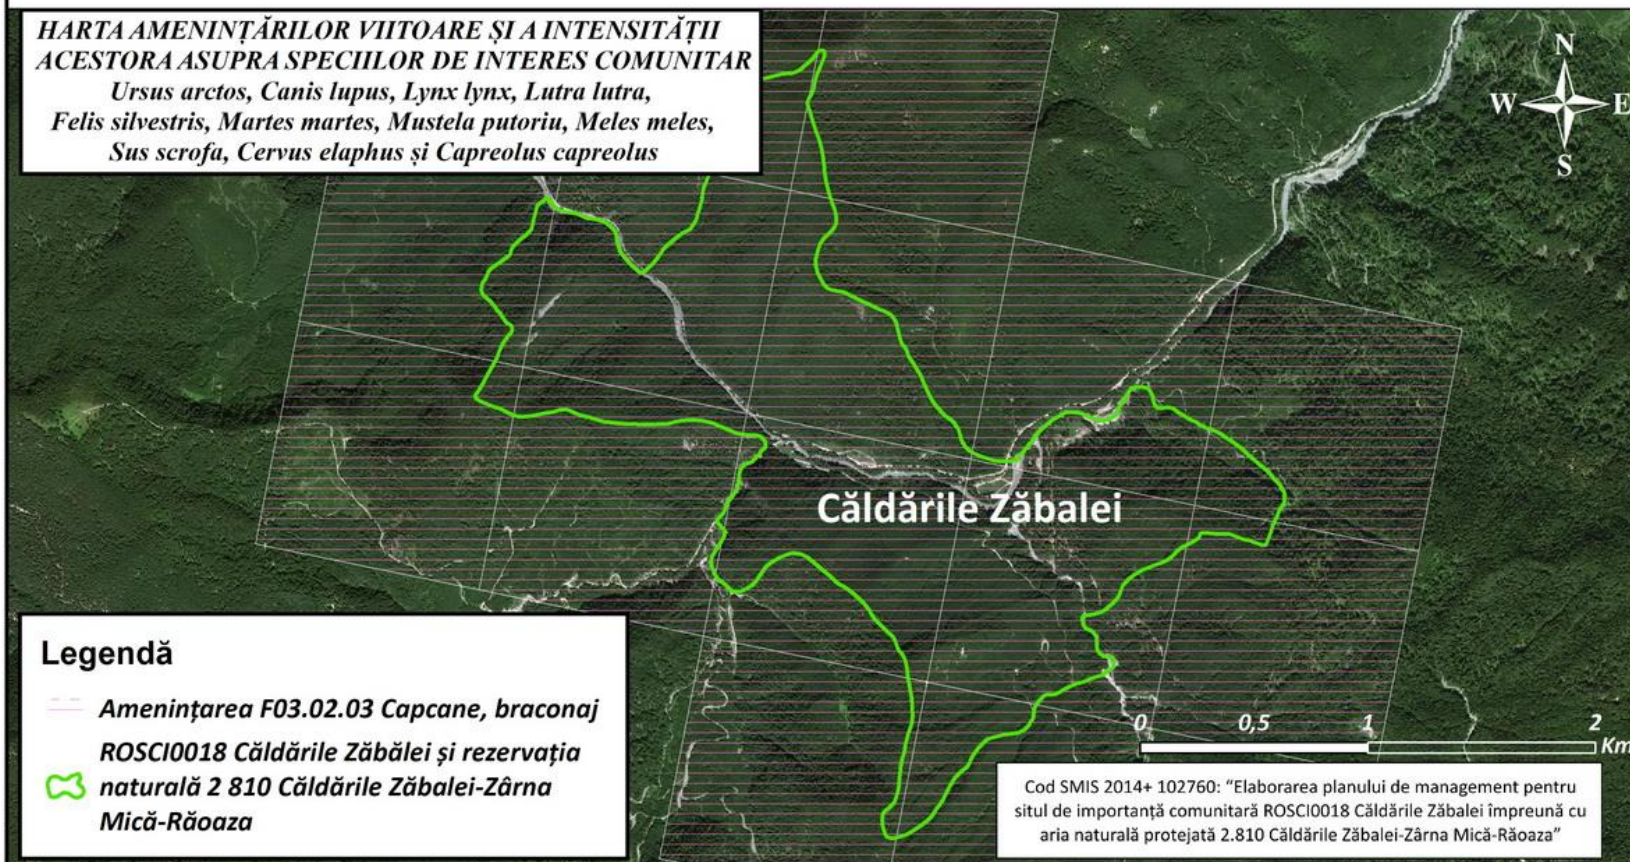 HARTA AMENINȚĂRILOR VIITOARE ȘI A INTENSITĂȚII
ACESTORA ASUPRA SPECIILOR DE INTERES COMUNITAR
Ursus arctos, Canis lupus, Lynx lynx, Lutra lutra,
Felis silvestris, Martes martes, Mustela putoriu, Meles meles,
Sus scrofa, Cervus elaphus și Capreolus capreolus
N
W E
S
Căldările Zăbalei
Legendă
Amenințarea F03.02.03 Capcane, braconaj
ROSCI0018 Căldările Zăbălei și rezervația
naturală 2 810 Căldările Zăbalei-Zârna
Mică-Răoaza
0 0,5 1 2
Km
Cod SMIS 2014+ 102760: “Elaborarea planului de management pentru
situl de importanță comunitară ROSCI0018 Căldările Zăbalei împreună cu
aria naturală protejată 2.810 Căldările Zăbalei-Zârna Mică-Răoaza”